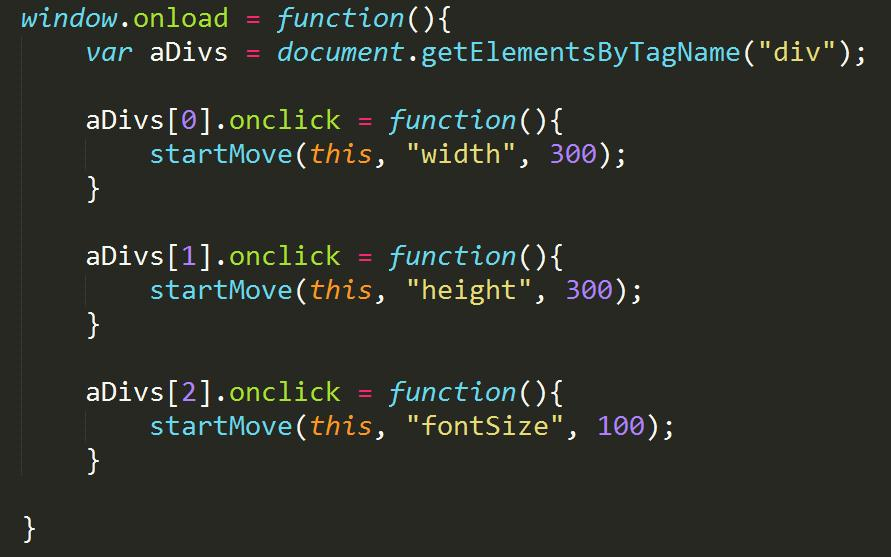 window.onload = function(){
    var aDivs = document.getElementsByTagName("div");
    aDivs[0].onclick = function(){
        startMove(this, "width", 300);
    }
    aDivs[1].onclick = function(){
        startMove(this, "height", 300);
    }
    aDivs[2].onclick = function(){
        startMove(this, "fontSize", 100);
    }
}